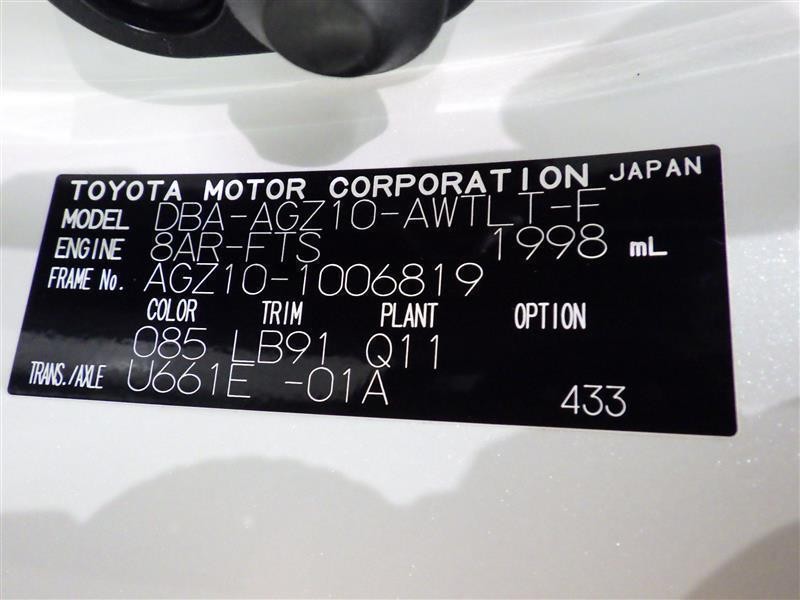 TOYOTA MOTOR CORPORATION JAPAN
MODEL DBA-AGZ10-AWTLT-F
ENGINE 8AR-FTS 1998 mL
FRAME No. AGZ10-1006819
COLOR TRIM PLANT OPTION
085 LB91 Q11
TRANS./AXLE U661E -01A
433